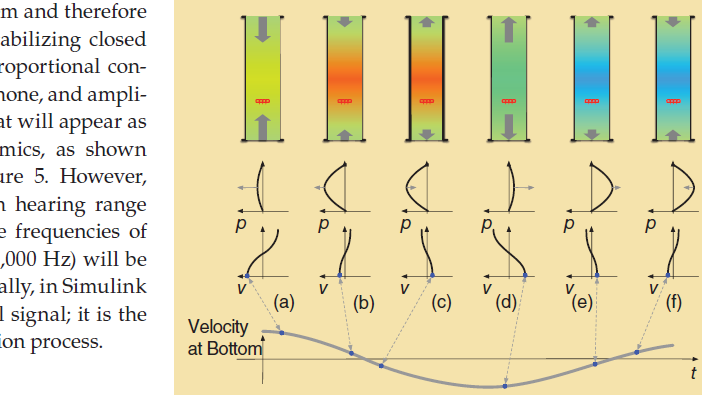 m and therefore
abilizing closed
roportional con-
hone, and ampli-
at will appear as
mics, as shown
ure 5. However,
n hearing range
e frequencies of
,000 Hz) will be
ally, in Simulink
l signal; it is the
ion process.
p p p p p p
v v v v v v
(a) (b) (c) (d) (e) (f)
Velocity
at Bottom
t